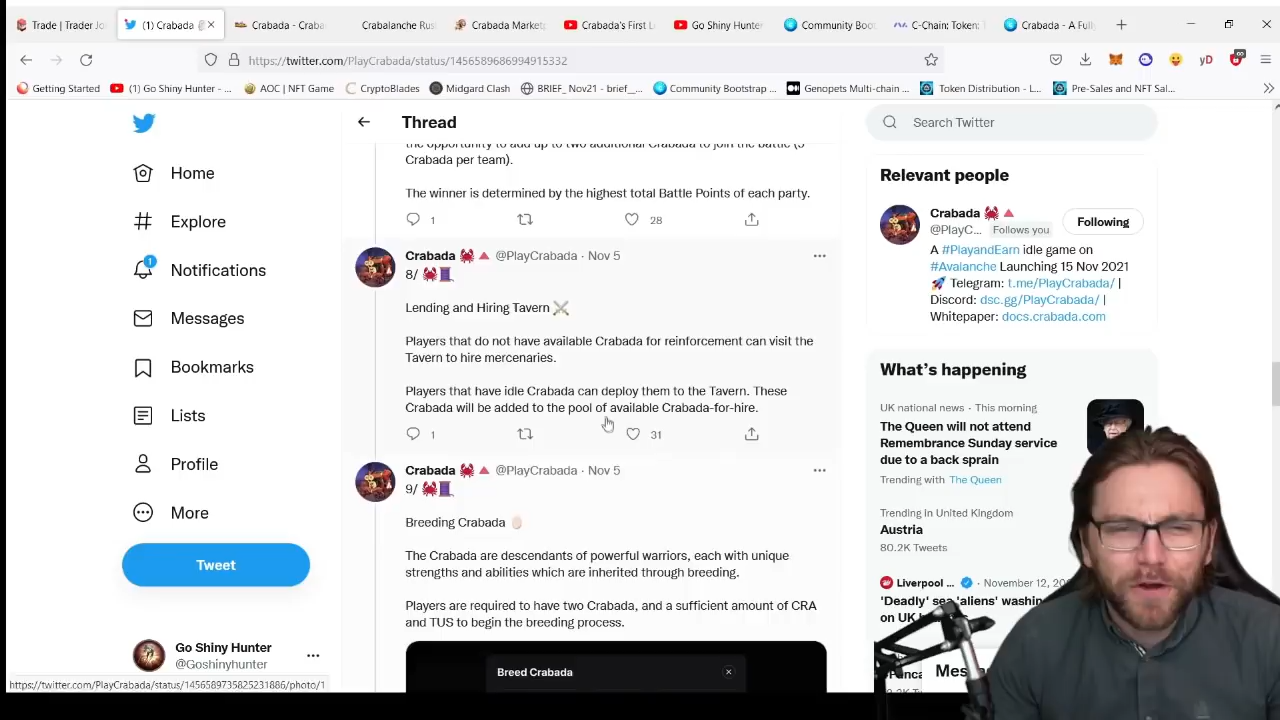 Trade | Trader Jo
(1) Crabada
Crabada - Craba
Crabalanche Rus
Crabada Market
Crabada's First L
Go Shiny Hunter
Community Boo
C-Chain: Token:
Crabada - A Fully
https://twitter.com/PlayCrabada/status/1456589686994915332
Getting Started
(1) Go Shiny Hunter - ...
AOC | NFT Game
CryptoBlades
Midgard Clash
BRIEF_ Nov21 - brief_...
Community Bootstrap ...
Genopets Multi-chain ...
Token Distribution - L...
Pre-Sales and NFT Sal...
Home
Explore
1
Notifications
Messages
Bookmarks
Lists
Profile
More
Tweet
Go Shiny Hunter
@Goshinyhunter
https://twitter.com/PlayCrabada/status/1456589735825231886/photo/1
Thread
the opportunity to add up to two additional Crabada to join the battle (5
Crabada per team).
The winner is determined by the highest total Battle Points of each party.
1 28
Crabada 🦀 🔺 @PlayCrabada · Nov 5
8/ 🦀🧵
Lending and Hiring Tavern ⚔️
Players that do not have available Crabada for reinforcement can visit the
Tavern to hire mercenaries.
Players that have idle Crabada can deploy them to the Tavern. These
Crabada will be added to the pool of available Crabada-for-hire.
1 31
Crabada 🦀 🔺 @PlayCrabada · Nov 5
9/ 🦀🧵
Breeding Crabada 🥚
The Crabada are descendants of powerful warriors, each with unique
strengths and abilities which are inherited through breeding.
Players are required to have two Crabada, and a sufficient amount of CRA
and TUS to begin the breeding process.
Breed Crabada
Search Twitter
Relevant people
Crabada 🦀 🔺
@PlayC... Follows you
Following
A #PlayandEarn idle game on
#Avalanche Launching 15 Nov 2021
🚀 Telegram: t.me/PlayCrabada/ |
Discord: dsc.gg/PlayCrabada/ |
Whitepaper: docs.crabada.com
What's happening
UK national news · This morning
The Queen will not attend
Remembrance Sunday service
due to a back sprain
Trending with The Queen
Trending in United Kingdom
Austria
80.2K Tweets
Liverpool ... · November 12, 20
'Deadly' sea 'aliens' washin
on UK